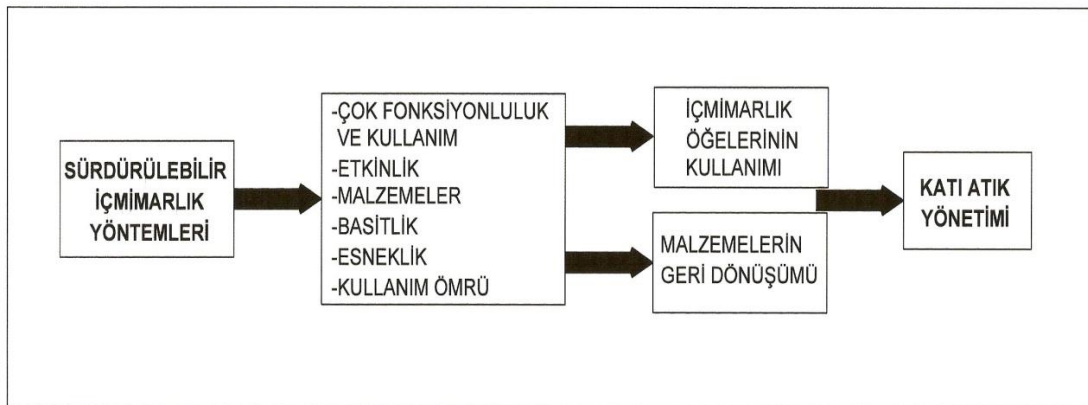 SÜRDÜRÜLEBİLİR
İÇMİMARLIK
YÖNTEMLERİ
-ÇOK FONKSİYONLULUK
VE KULLANIM
-ETKİNLİK
-MALZEMELER
-BASİTLİK
-ESNEKLİK
-KULLANIM ÖMRÜ
İÇMİMARLIK
ÖĞELERİNİN
KULLANIMI
MALZEMELERİN
GERİ DÖNÜŞÜMÜ
KATI ATIK
YÖNETİMİ